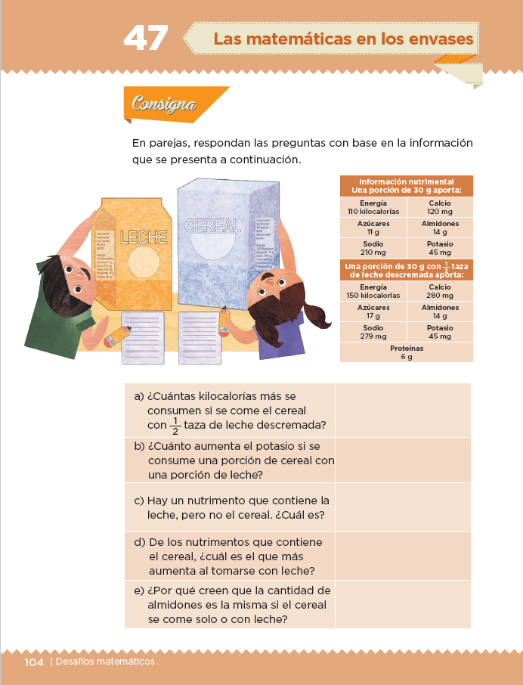 47
Las matemáticas en los envases
Consigna
En parejas, respondan las preguntas con base en la información
que se presenta a continuación.
LECHE
CEREAL
Información nutrimental
Una porción de 30 g aporta:
Energía Calcio
110 kilocalorías 120 mg
Azúcares Almidones
11 g 14 g
Sodio Potasio
210 mg 45 mg
Una porción de 30 g con 1/2 taza
de leche descremada aporta:
Energía Calcio
150 kilocalorías 280 mg
Azúcares Almidones
17 g 14 g
Sodio Potasio
279 mg 45 mg
Proteínas
6 g
a) ¿Cuántas kilocalorías más se
consumen si se come el cereal
con 1/2 taza de leche descremada?
b) ¿Cuánto aumenta el potasio si se
consume una porción de cereal con
una porción de leche?
c) Hay un nutrimento que contiene la
leche, pero no el cereal. ¿Cuál es?
d) De los nutrimentos que contiene
el cereal, ¿cuál es el que más
aumenta al tomarse con leche?
e) ¿Por qué creen que la cantidad de
almidones es la misma si el cereal
se come solo o con leche?
104 | Desafíos matemáticos